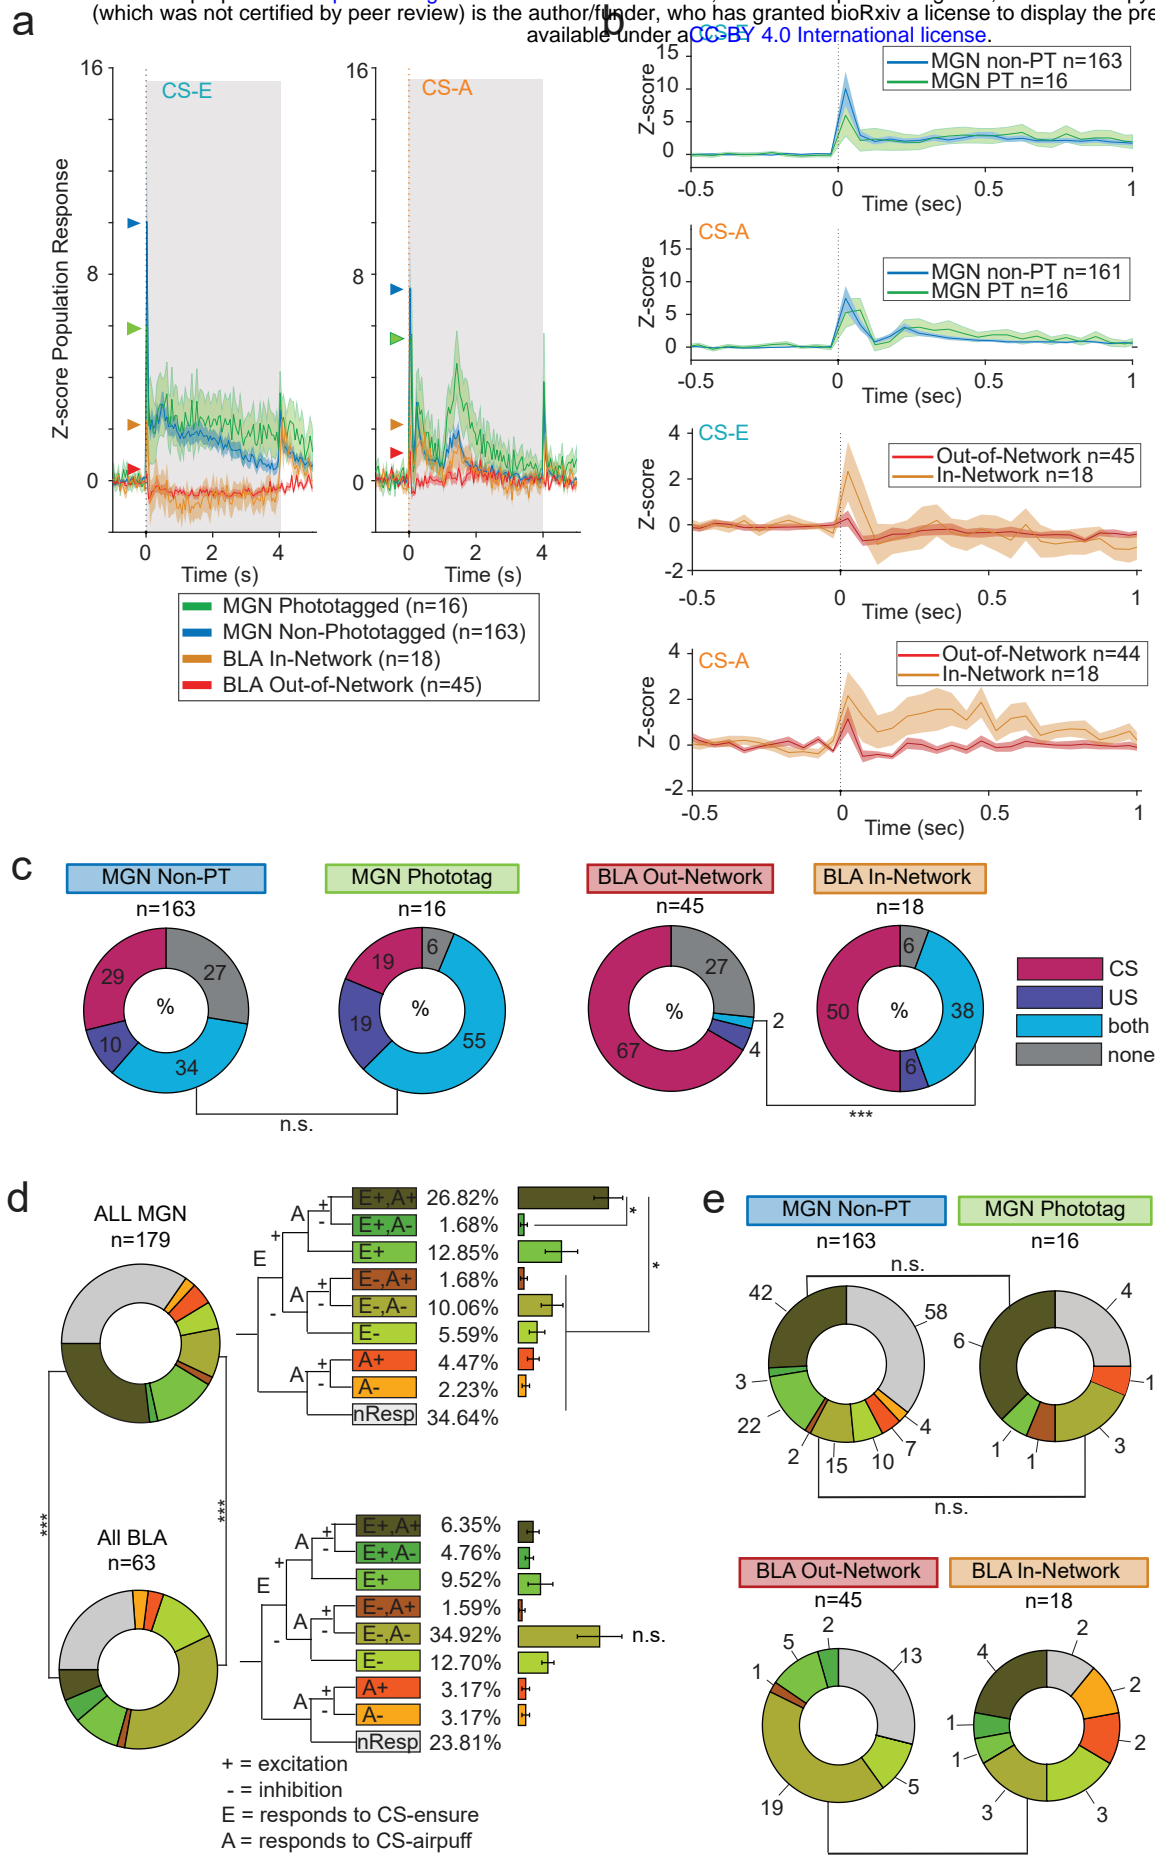 (which was not certified by peer review) is the author/funder, who has granted bioRxiv a license to display the pre
available under aCC-BY 4.0 International license.
a
16
8
0
Z-score Population Response
CS-E
0 2 4
Time (s)
16
8
0
CS-A
0 2 4
Time (s)
MGN Phototagged (n=16)
MGN Non-Phototagged (n=163)
BLA In-Network (n=18)
BLA Out-of-Network (n=45)
b
CS-E
MGN non-PT n=163
MGN PT n=16
Z-score
15
10
5
0
-0.5 0 0.5 1
Time (sec)
CS-A
MGN non-PT n=161
MGN PT n=16
Z-score
15
10
5
0
-0.5 0 0.5 1
Time (sec)
CS-E
Out-of-Network n=45
In-Network n=18
Z-score
4
2
0
-2
-0.5 0 0.5 1
Time (sec)
CS-A
Out-of-Network n=44
In-Network n=18
Z-score
4
2
0
-2
-0.5 0 0.5 1
Time (sec)
c
MGN Non-PT
n=163
29
27
10
34
%
MGN Phototag
n=16
19
6
19
55
%
n.s.
BLA Out-Network
n=45
27
2
4
67
%
BLA In-Network
n=18
6
50
38
6
%
***
CS
US
both
none
d
ALL MGN
n=179
E
+
-
A
+
-
A
+
-
A
+
-
E+,A+ 26.82%
E+,A- 1.68%
E+ 12.85%
E-,A+ 1.68%
E-,A- 10.06%
E- 5.59%
A+ 4.47%
A- 2.23%
nResp 34.64%
*
*
***
***
All BLA
n=63
E
+
-
A
+
-
A
+
-
A
+
-
E+,A+ 6.35%
E+,A- 4.76%
E+ 9.52%
E-,A+ 1.59%
E-,A- 34.92% n.s.
E- 12.70%
A+ 3.17%
A- 3.17%
nResp 23.81%
+ = excitation
- = inhibition
E = responds to CS-ensure
A = responds to CS-airpuff
e
MGN Non-PT
n=163
42
58
3
22
2
15
10
7
4
MGN Phototag
n=16
4
6
1
1
1
3
n.s.
n.s.
BLA Out-Network
n=45
5
2
13
1
19
5
BLA In-Network
n=18
4
2
2
1
2
1
3
3